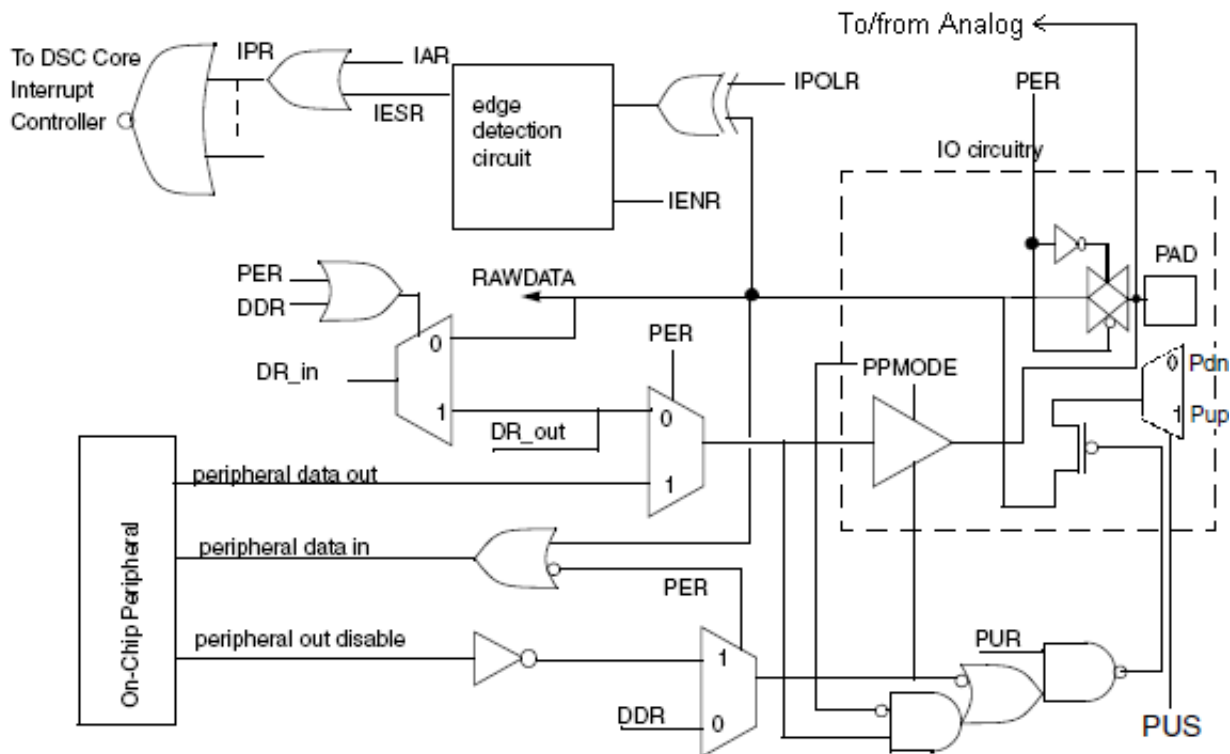 To/from Analog
To DSC Core
Interrupt
Controller
IPR
IAR
IESR
edge
detection
circuit
IPOLR
IENR
PER
IO circuitry
PAD
PER
DDR
RAWDATA
0
1
DR_in
DR_out
PER
0
1
PPMODE
0
Pdn
1
Pup
On-Chip Peripheral
peripheral data out
peripheral data in
peripheral out disable
PER
1
0
DDR
PUR
PUS